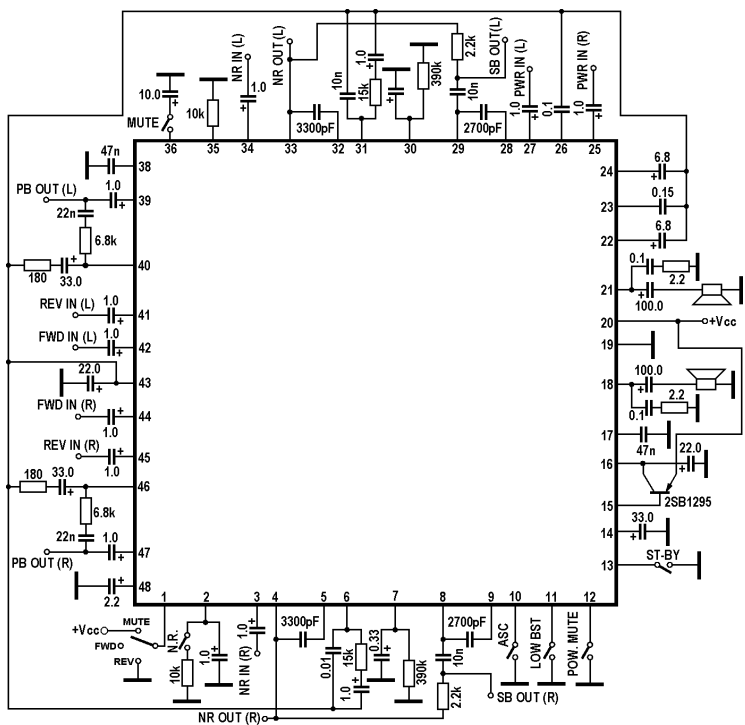 NR IN (L)
NR OUT (L)
2.2k
SB OUT(L)
PWR IN (L)
PWR IN (R)
10.0
10k
1.0
10n
1.0
15k
390k
10n
1.0
0.1
1.0
MUTE
3300pF
2700pF
36 35 34 33 32 31 30 29 28 27 26 25
47n
38
PB OUT (L)
1.0
39
22n
6.8k
180
33.0
40
REV IN (L)
1.0
41
FWD IN (L)
1.0
42
22.0
43
FWD IN (R)
1.0
44
REV IN (R)
1.0
45
180
33.0
46
6.8k
22n
1.0
47
PB OUT (R)
2.2
48
24
6.8
23
0.15
22
6.8
21
0.1
2.2
100.0
20
+Vcc
19
18
100.0
2.2
0.1
17
47n
16
22.0
15
2SB1295
14
33.0
13
ST-BY
1 2 3 4 5 6 7 8 9 10 11 12
+Vcc
MUTE
FWD
REV
N.R.
10k
1.0
1.0
NR IN (R)
3300pF
0.01
15k
1.0
0.33
390k
2700pF
10n
2.2k
ASC
LOW BST
POW. MUTE
NR OUT (R)
SB OUT (R)